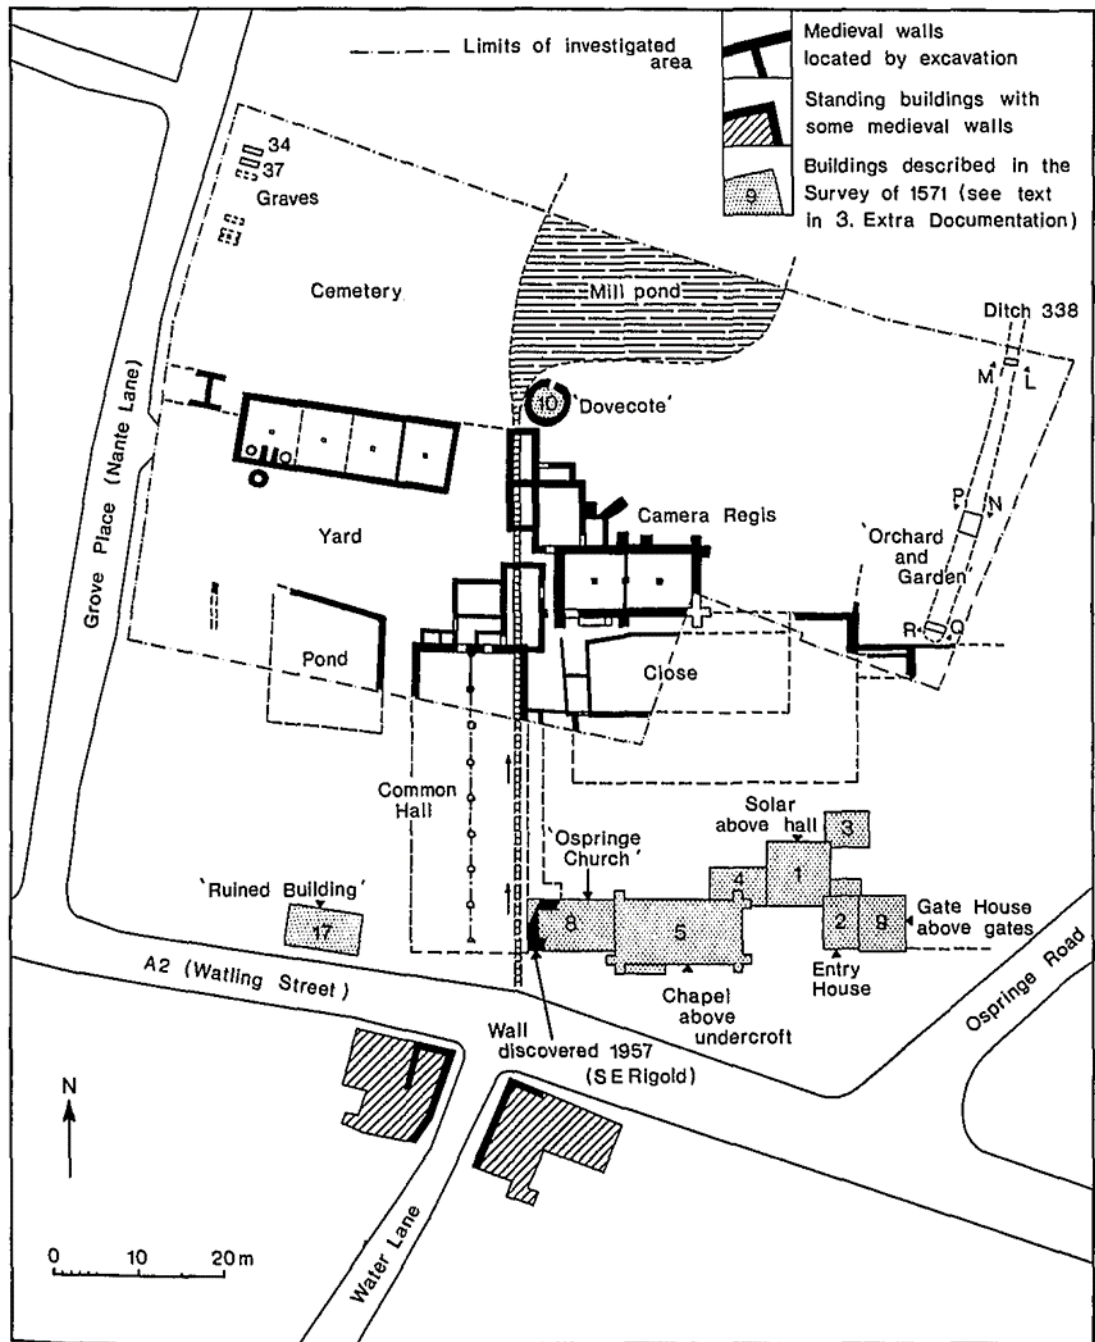 Limits of investigated
area
Medieval walls
located by excavation
Standing buildings with
some medieval walls
9
Buildings described in the
Survey of 1571 (see text
in 3. Extra Documentation)
34
37
Graves
Cemetery
Mill pond
Ditch 338
M
L
10
'Dovecote'
Grove Place (Nante Lane)
Yard
Camera Regis
P
N
'Orchard
and
Garden'
R
Q
Pond
Close
Common
Hall
'Ospringe
Church'
Solar
above hall
3
4
1
'Ruined Building'
17
8
5
2
9
Gate House
above gates
Entry
House
A2 (Watling Street)
Chapel
above
undercroft
Wall
discovered 1957
(S E Rigold)
Ospringe Road
N
Water Lane
0 10 20 m